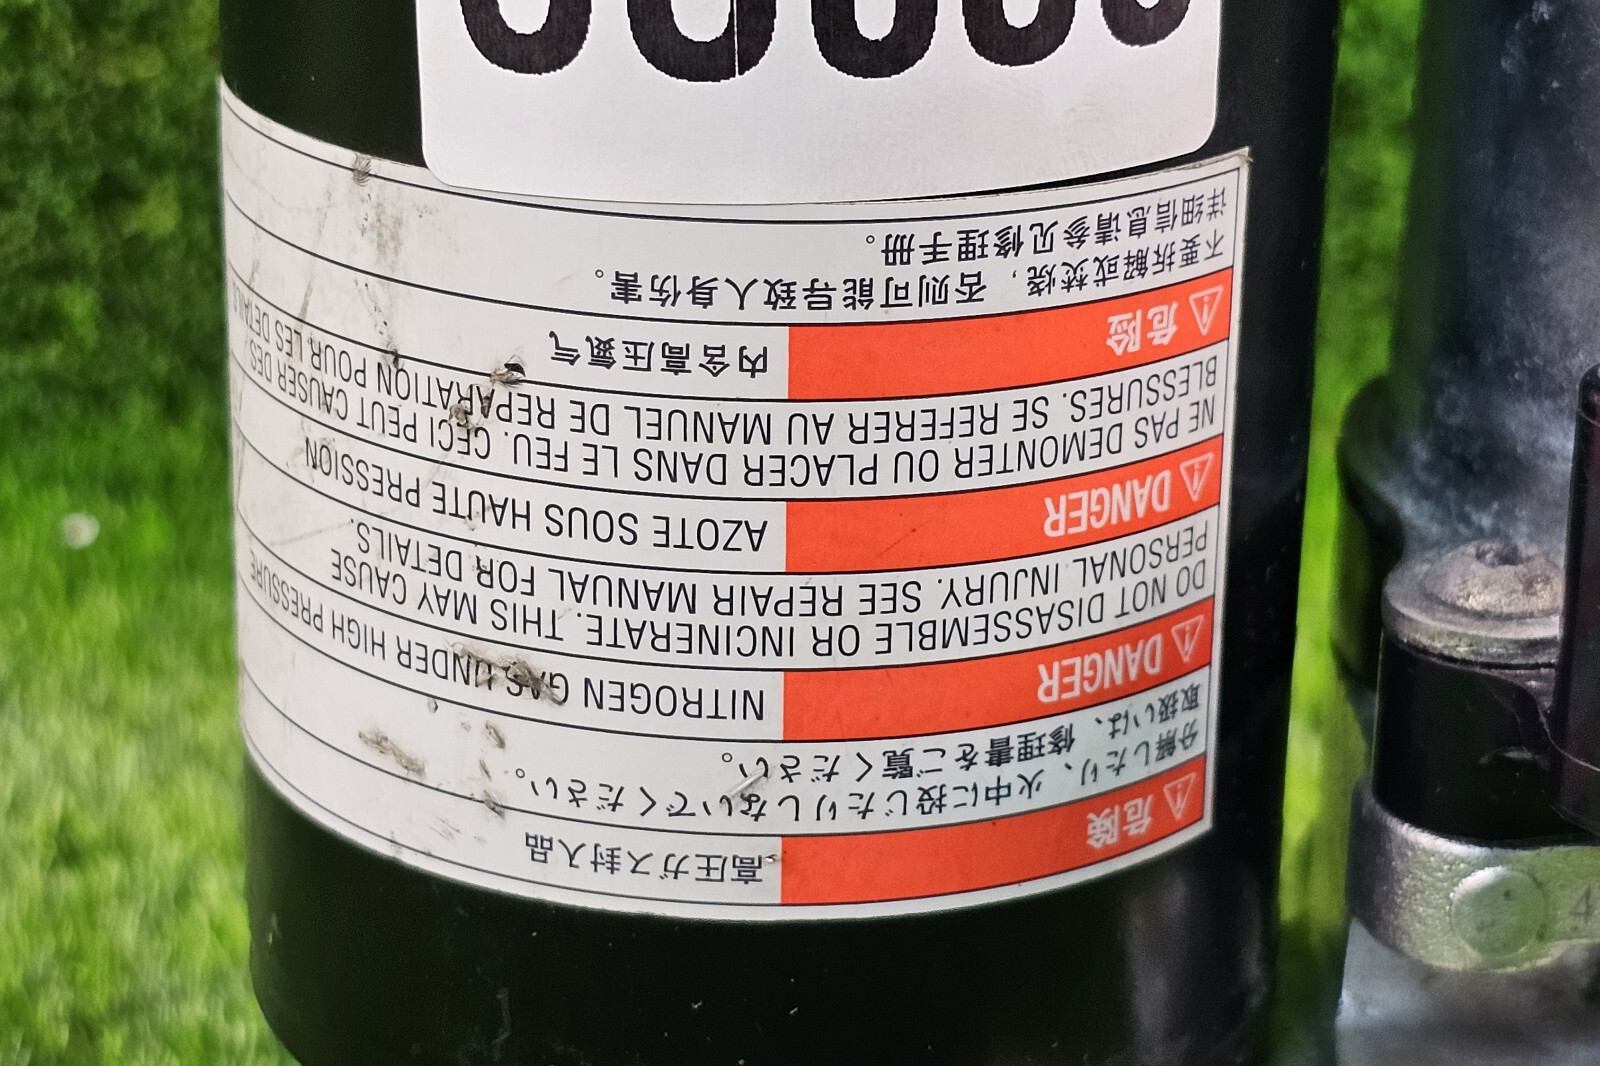 危険 高圧ガス封入品
分解したり、火中に投じたりしないでください。
取扱いは、修理書をご覧ください。
DANGER NITROGEN GAS UNDER HIGH PRESSURE
DO NOT DISASSEMBLE OR INCINERATE. THIS MAY CAUSE
PERSONAL INJURY. SEE REPAIR MANUAL FOR DETAILS.
DANGER AZOTE SOUS HAUTE PRESSION
NE PAS DEMONTER OU PLACER DANS LE FEU. CECI PEUT CAUSER DES
BLESSURES. SE REFERER AU MANUEL DE REPARATION POUR LES DETAILS
危险 内含高压氮气
不要拆解或焚烧，否则可能导致人身伤害。
详细信息请参见修理手册。